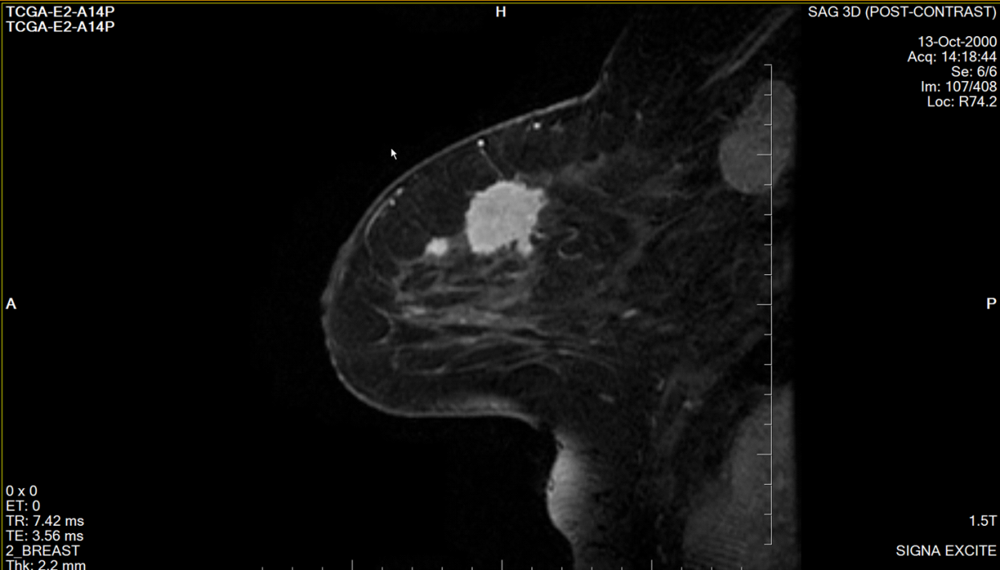 TCGA-E2-A14P
TCGA-E2-A14P
H
SAG 3D (POST-CONTRAST)
13-Oct-2000
Acq: 14:18:44
Se: 6/6
Im: 107/408
Loc: R74.2
A
P
0 x 0
ET: 0
TR: 7.42 ms
TE: 3.56 ms
2_BREAST
Thk: 2.2 mm
1.5T
SIGNA EXCITE